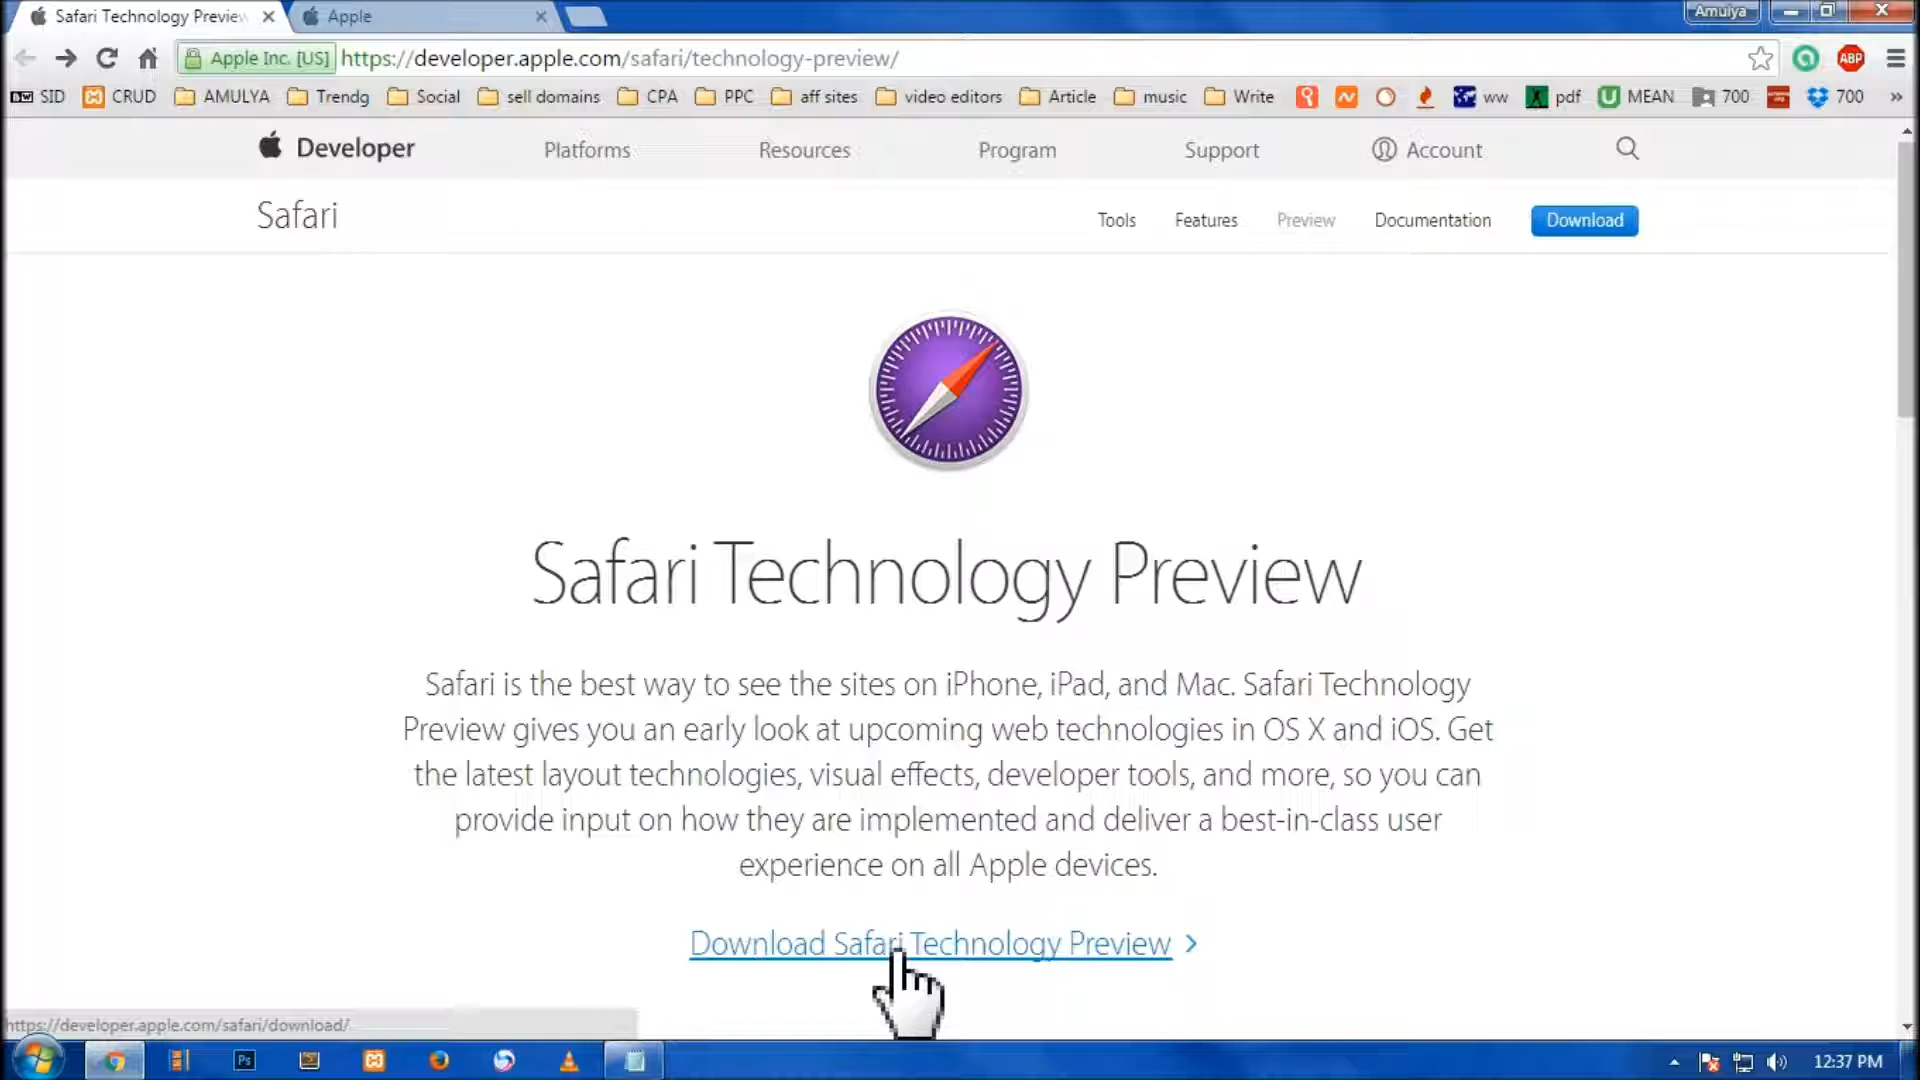 Safari Technology Preview
Apple
Amulya
Apple Inc. [US] https://developer.apple.com/safari/technology-preview/
ABP
BW SID CRUD AMULYA Trendg Social sell domains CPA PPC aff sites video editors Article music Write ww pdf MEAN 700 700 »
Developer Platforms Resources Program Support Account
Safari Tools Features Preview Documentation Download
Safari Technology Preview
Safari is the best way to see the sites on iPhone, iPad, and Mac. Safari Technology
Preview gives you an early look at upcoming web technologies in OS X and iOS. Get
the latest layout technologies, visual effects, developer tools, and more, so you can
provide input on how they are implemented and deliver a best-in-class user
experience on all Apple devices.
Download Safari Technology Preview >
https://developer.apple.com/safari/download/
Ps
12:37 PM